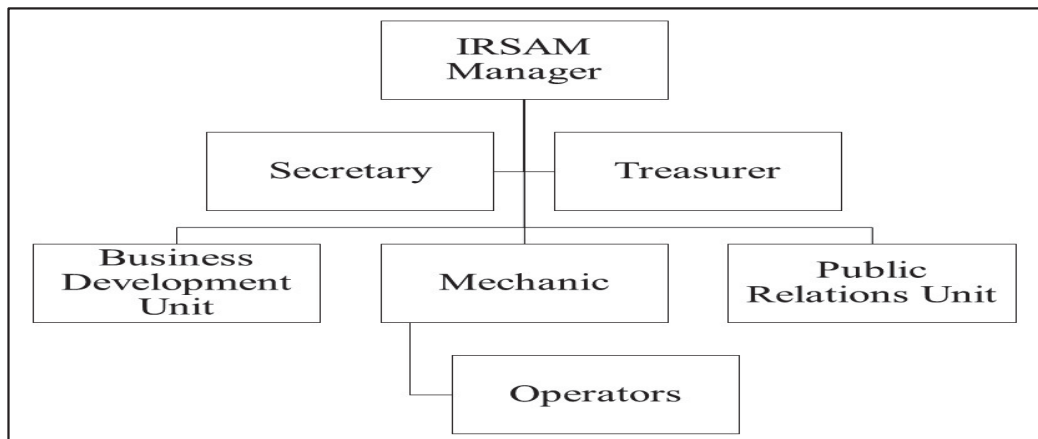 IRSAM
Manager
Secretary
Treasurer
Business
Development
Unit
Mechanic
Public
Relations Unit
Operators